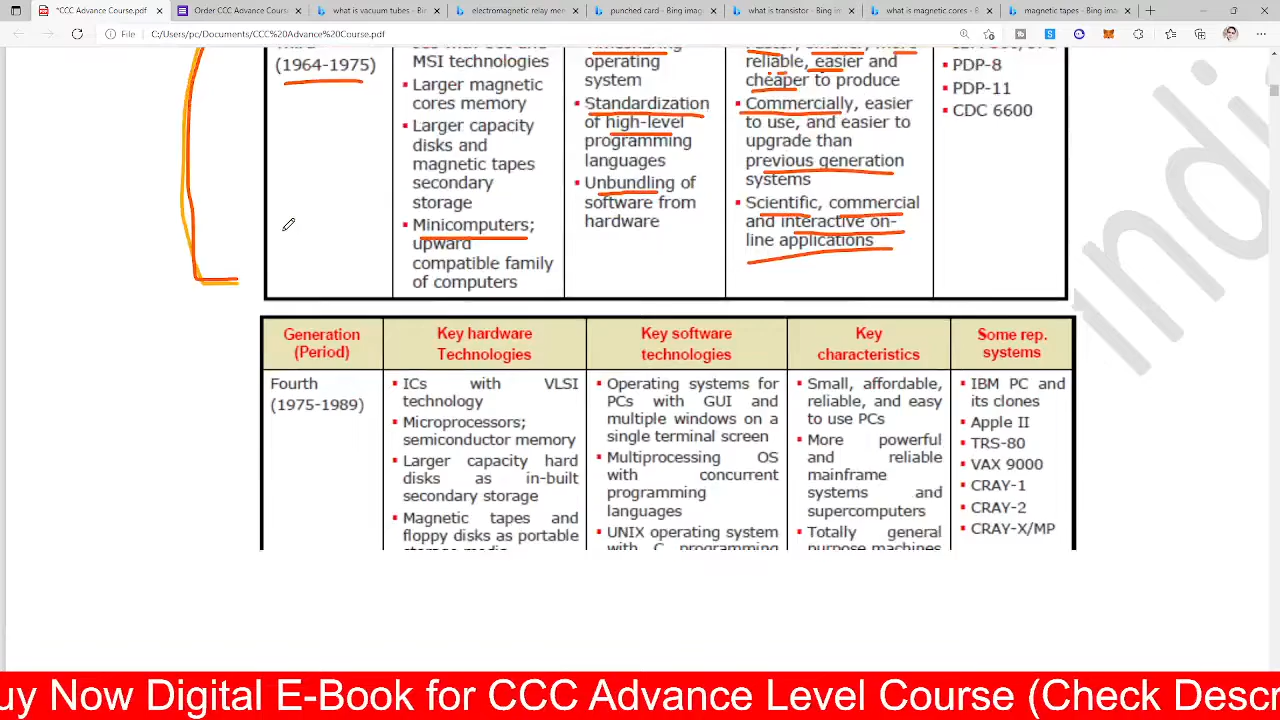 *CCC Advance Course.pdf
Order CCC Advance Course
what is vacuum tubes - Bing ima
electromagnetic relay mem
punched card - Bing image
what is transistor - Bing im
what is magnetic cores - B
magnetic tapes - Bing ima
File | C:/Users/pc/Documents/CCC%20Advance%20Course.pdf
(1964-1975)
MSI technologies
Larger magnetic
cores memory
Larger capacity
disks and
magnetic tapes
secondary
storage
Minicomputers;
upward
compatible family
of computers
Timesharing
operating
system
Standardization
of high-level
programming
languages
Unbundling of
software from
hardware
reliable, easier and
cheaper to produce
Commercially, easier
to use, and easier to
upgrade than
previous generation
systems
Scientific, commercial
and interactive on-
line applications
PDP-8
PDP-11
CDC 6600
Generation
(Period)
Key hardware
Technologies
Key software
technologies
Key
characteristics
Some rep.
systems
Fourth
(1975-1989)
ICs with VLSI
technology
Microprocessors;
semiconductor memory
Larger capacity hard
disks as in-built
secondary storage
Magnetic tapes and
floppy disks as portable
Operating systems for
PCs with GUI and
multiple windows on a
single terminal screen
Multiprocessing OS
with concurrent
programming
languages
UNIX operating system
with C programming
Small, affordable,
reliable, and easy
to use PCs
More powerful
and reliable
mainframe
systems and
supercomputers
Totally general
purpose machines
IBM PC and
its clones
Apple II
TRS-80
VAX 9000
CRAY-1
CRAY-2
CRAY-X/MP
indi
uy Now Digital E-Book for CCC Advance Level Course (Check Descr